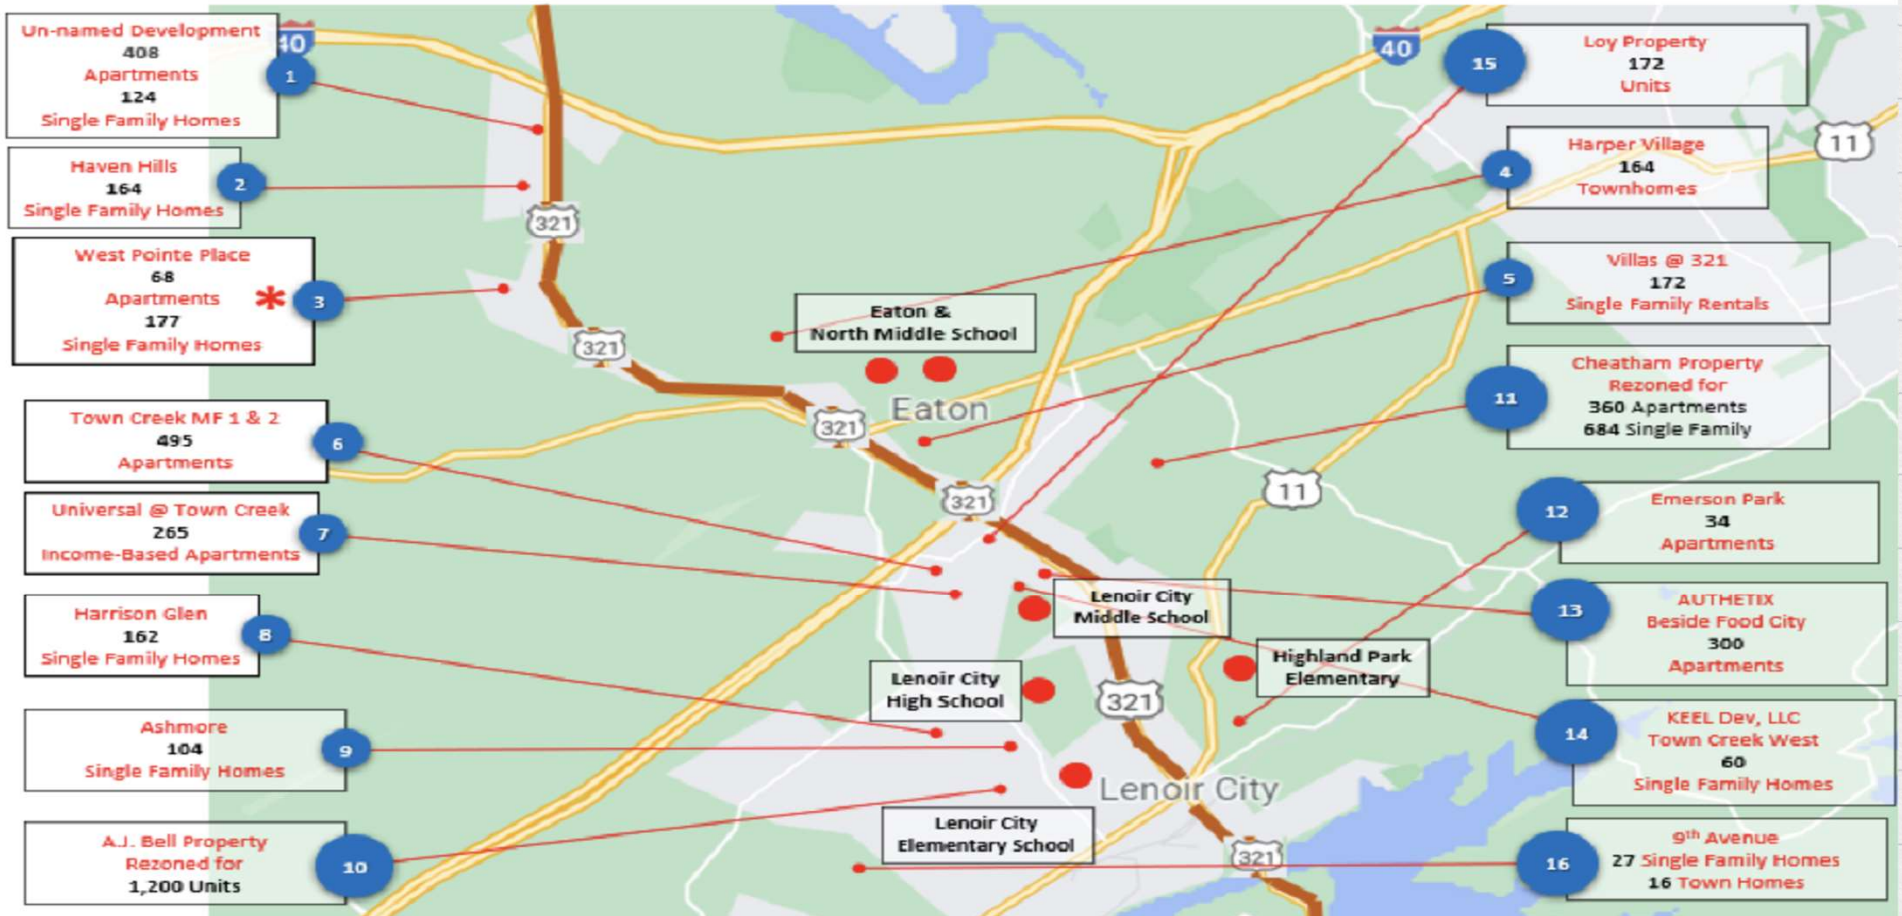 Un-named Development
408
Apartments
124
Single Family Homes
1
40
Haven Hills
164
Single Family Homes
2
West Pointe Place
68
Apartments
177
Single Family Homes
*
3
Town Creek MF 1 & 2
495
Apartments
6
Universal @ Town Creek
265
Income-Based Apartments
7
Harrison Glen
162
Single Family Homes
8
Ashmore
104
Single Family Homes
9
A.J. Bell Property
Rezoned for
1,200 Units
10
321
321
321
321
321
321
Eaton &
North Middle School
Eaton
Lenoir City
Middle School
Lenoir City
High School
Highland Park
Elementary
Lenoir City
Lenoir City
Elementary School
40
11
11
15
Loy Property
172
Units
4
Harper Village
164
Townhomes
5
Villas @ 321
172
Single Family Rentals
11
Cheatham Property
Rezoned for
360 Apartments
684 Single Family
12
Emerson Park
34
Apartments
13
AUTHETIX
Beside Food City
300
Apartments
14
KEEL Dev, LLC
Town Creek West
60
Single Family Homes
16
9th Avenue
27 Single Family Homes
16 Town Homes